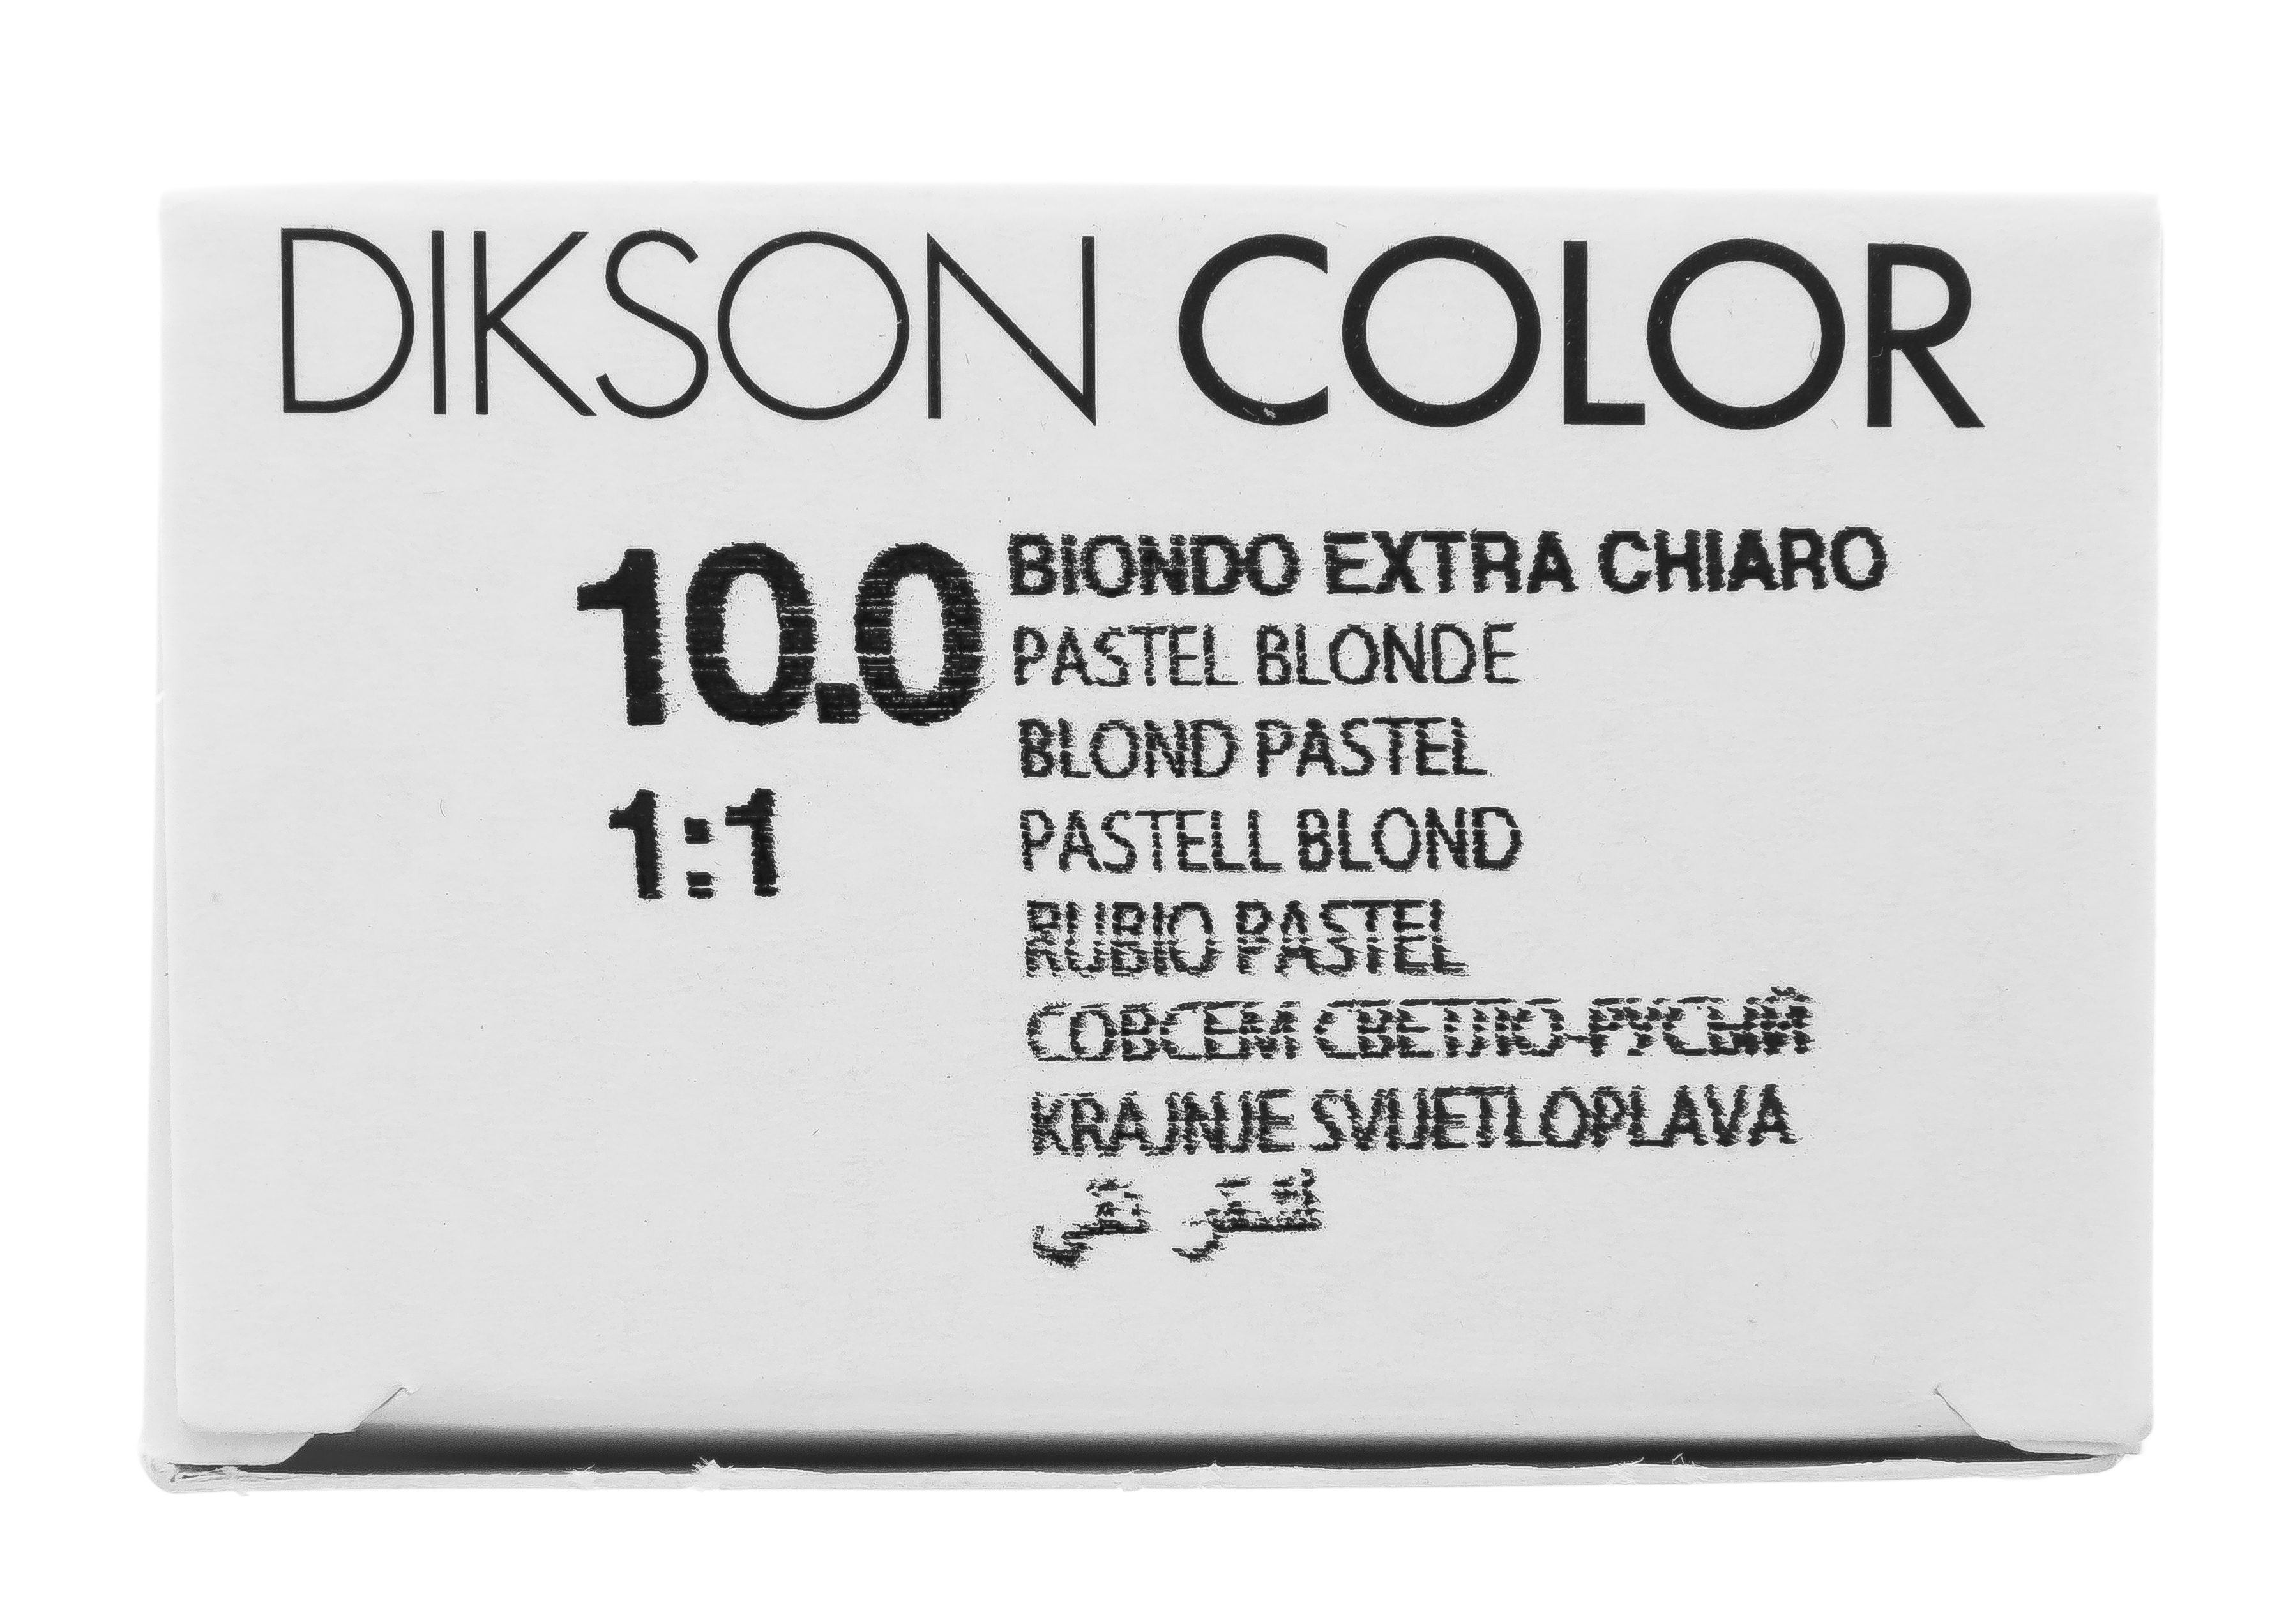 DIKSON COLOR
10.0 BIONDO EXTRA CHIARO
PASTEL BLONDE
BLOND PASTEL
1:1
PASTELL BLOND
RUBIO PASTEL
СОВСЕМ СВЕТЛО-РУСЫЙ
KRAJNJE SVIJETLOPLAVA